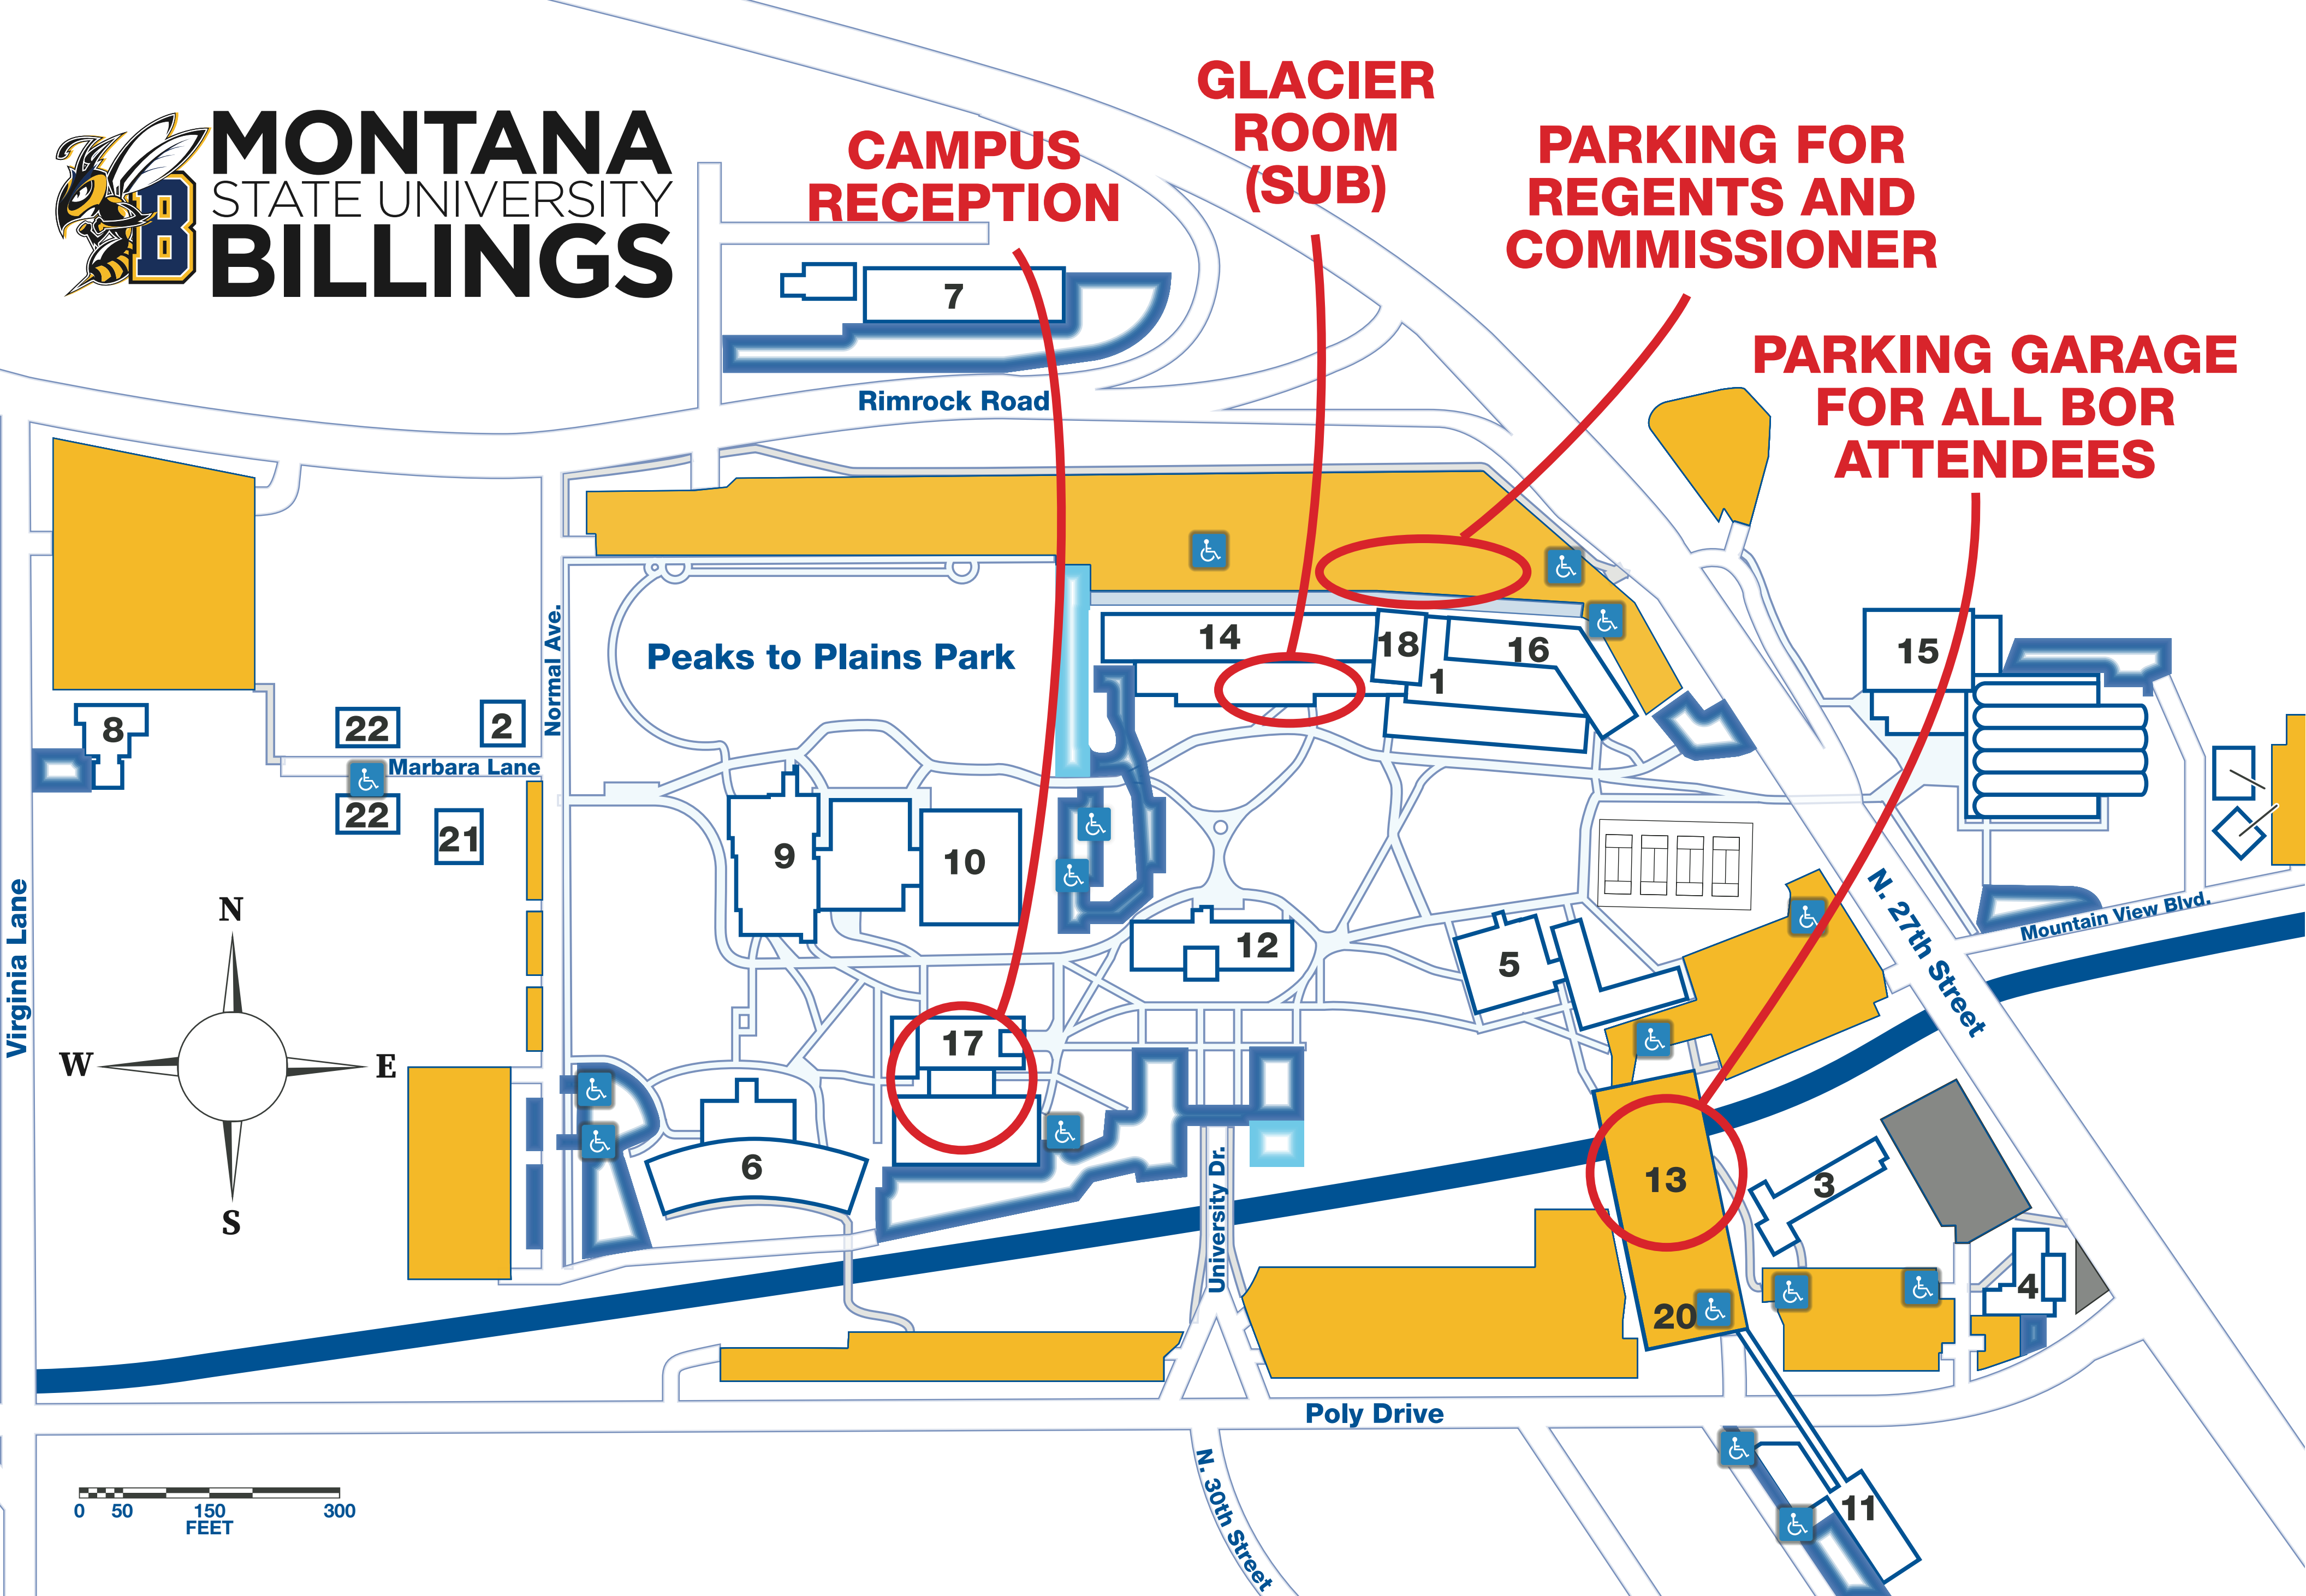 MONTANA
STATE UNIVERSITY
BILLINGS
B
CAMPUS
RECEPTION
GLACIER
ROOM
(SUB)
PARKING FOR
REGENTS AND
COMMISSIONER
PARKING GARAGE
FOR ALL BOR
ATTENDEES
7
Rimrock Road
Peaks to Plains Park
Normal Ave.
14
18
16
1
15
8
22
2
Marbara Lane
22
21
9
10
12
5
N. 27th Street
Mountain View Blvd.
Virginia Lane
N
W
E
S
17
6
University Dr.
13
3
20
4
Poly Drive
N. 30th Street
11
0 50 150 300
FEET